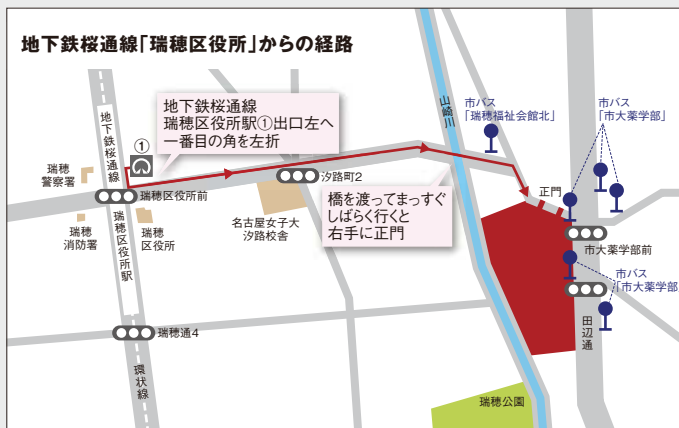 地下鉄桜通線「瑞穂区役所」からの経路
地下鉄桜通線
瑞穂区役所駅①出口左へ
一番目の角を左折
山崎川
市バス
「瑞穂福祉会館北」
市バス
「市大薬学部」
地下鉄桜通線
①
瑞穂
警察署
瑞穂区役所前
汐路町2
正門
橋を渡ってまっすぐ
しばらく行くと
右手に正門
瑞穂
消防署
瑞穂区役所駅
瑞穂
区役所
名古屋女子大
汐路校舎
市大薬学部前
市バス
「市大薬学部
瑞穂通4
田辺通
環状線
瑞穂公園